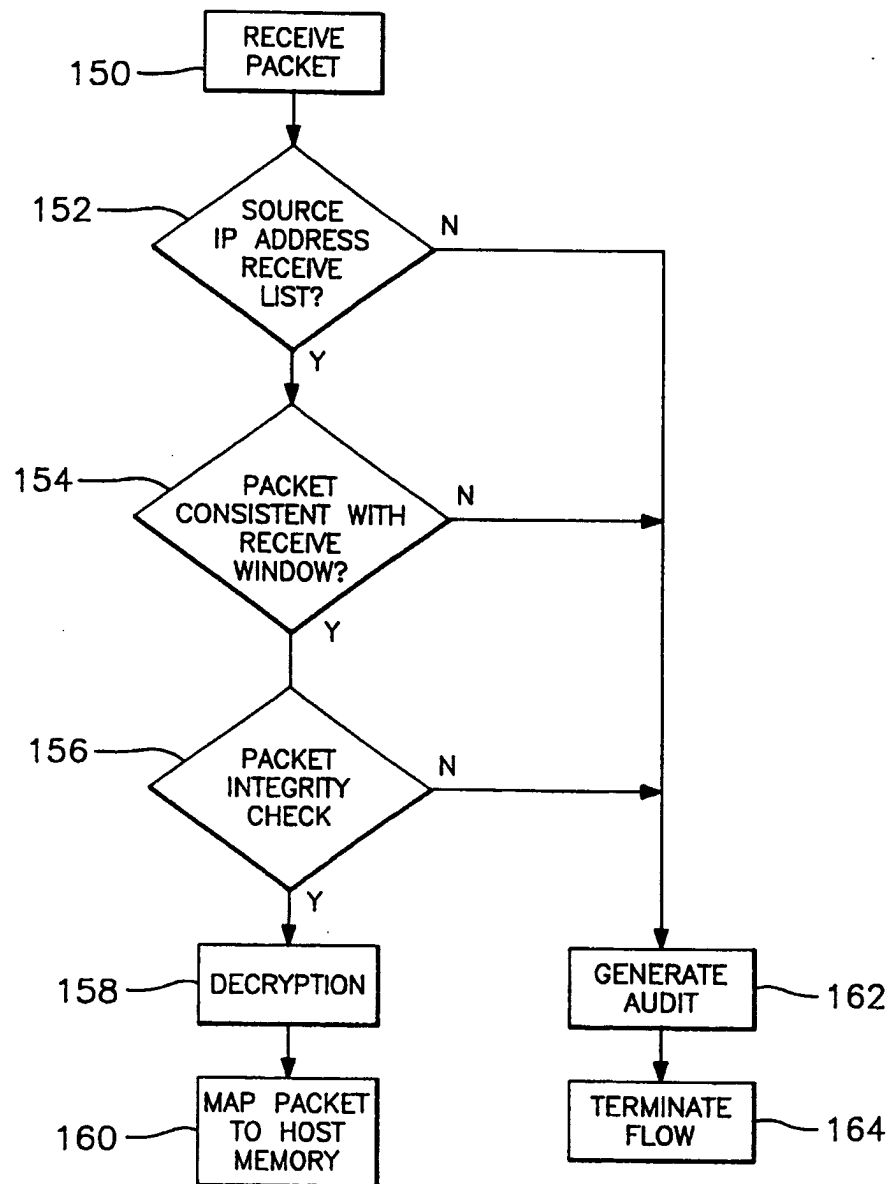 RECEIVE
PACKET
150
152
SOURCE
IP ADDRESS
RECEIVE
LIST?
N
Y
154
PACKET
CONSISTENT WITH
RECEIVE
WINDOW?
N
Y
156
PACKET
INTEGRITY
CHECK
N
Y
158
DECRYPTION
GENERATE
AUDIT
162
160
MAP PACKET
TO HOST
MEMORY
TERMINATE
FLOW
164